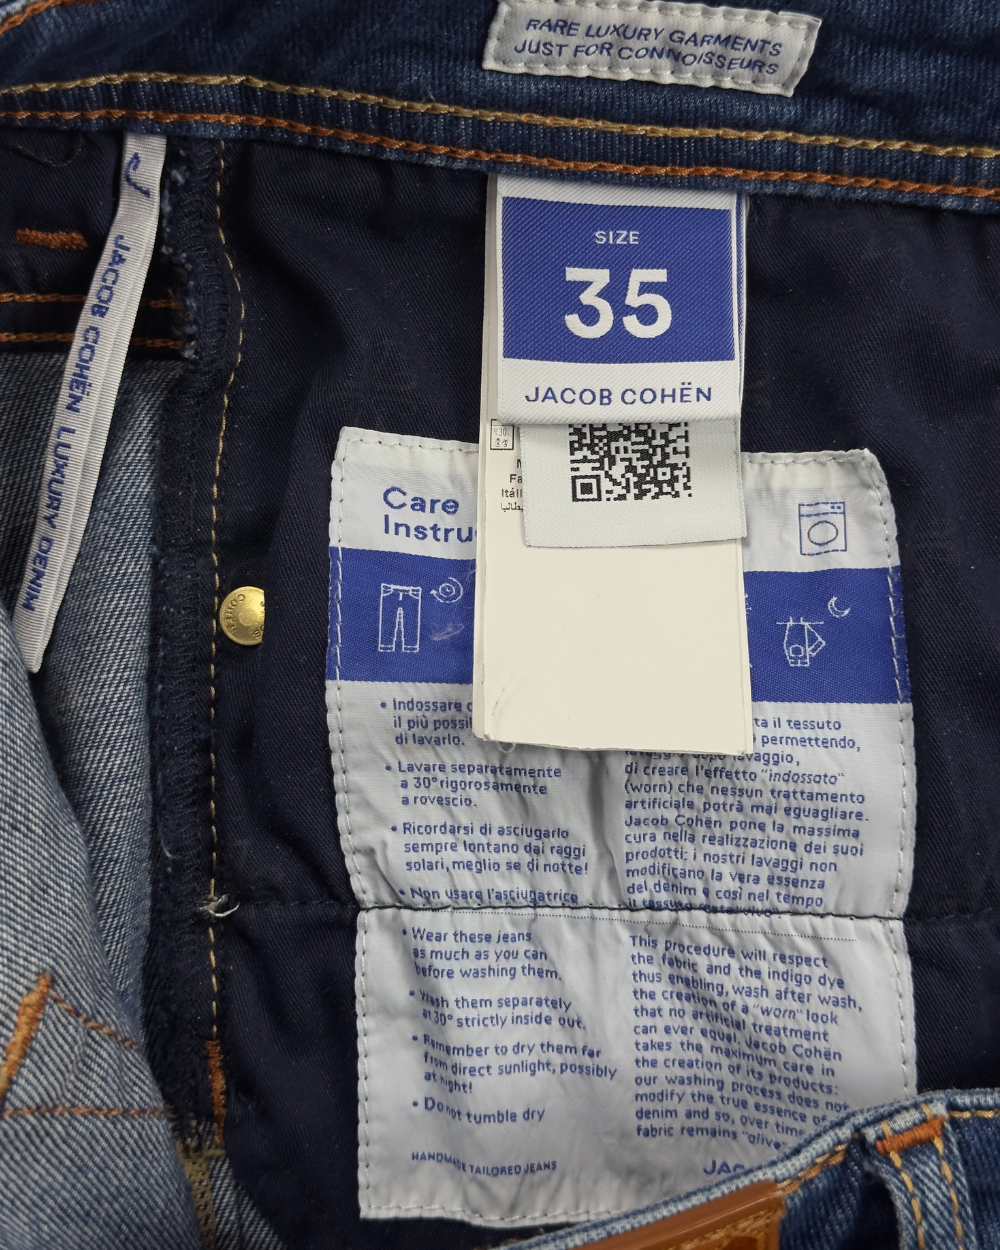 RARE LUXURY GARMENTS
JUST FOR CONNOISSEURS
JACOB COHËN LUXURY DENIM
SIZE
35
JACOB COHËN
Care
• Indossare
il più
di lavarlo.
• Lavare separatamente
a 30° rigorosamente
a rovescio.
• Ricordarsi di asciugarlo
sempre lontano dai raggi
solari, meglio se di notte!
• Non usare l'asciugatrice
il tessuto
permettendo,
di creare l'effetto "indossato"
(worn) che nessun trattamento
artificiale potrà mai eguagliare.
Jacob Cohën pone la massima
cura nella realizzazione dei suoi
prodotti: i nostri lavaggi non
modificano la vera essenza
del denim e così nel tempo
il tessuto
• Wear these jeans
as much as you can
before washing them.
• Wash them separately
at 30° strictly inside out.
• Remember to dry them far
from direct sunlight, possibly
at night!
• Do not tumble dry
This procedure will respect
the fabric and the indigo dye
thus enabling, wash after wash,
the creation of a "worn" look
that no artificial treatment
can ever equal. Jacob Cohën
takes the maximum care in
the creation of its products:
our washing process does not
modify the true essence of
denim and so, over time
fabric remains "alive"
HANDMADE TAILORED JEANS